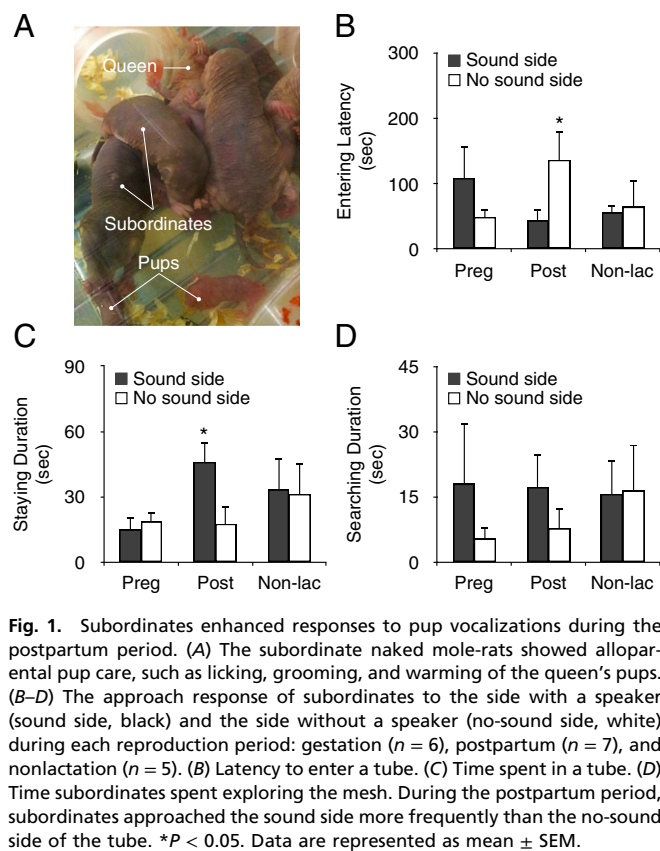 A
Queen
Subordinates
Pups
B
300
200
100
0
Entering Latency
(sec)
Sound side
No sound side
*
Preg
Post
Non-lac
C
90
60
30
0
Staying Duration
(sec)
Sound side
No sound side
*
Preg
Post
Non-lac
D
45
30
15
0
Searching Duration
(sec)
Sound side
No sound side
Preg
Post
Non-lac
Fig. 1. Subordinates enhanced responses to pup vocalizations during the
postpartum period. (A) The subordinate naked mole-rats showed allopar-
ental pup care, such as licking, grooming, and warming of the queen's pups.
(B–D) The approach response of subordinates to the side with a speaker
(sound side, black) and the side without a speaker (no-sound side, white)
during each reproduction period: gestation (n = 6), postpartum (n = 7), and
nonlactation (n = 5). (B) Latency to enter a tube. (C) Time spent in a tube. (D)
Time subordinates spent exploring the mesh. During the postpartum period,
subordinates approached the sound side more frequently than the no-sound
side of the tube. *P < 0.05. Data are represented as mean ± SEM.